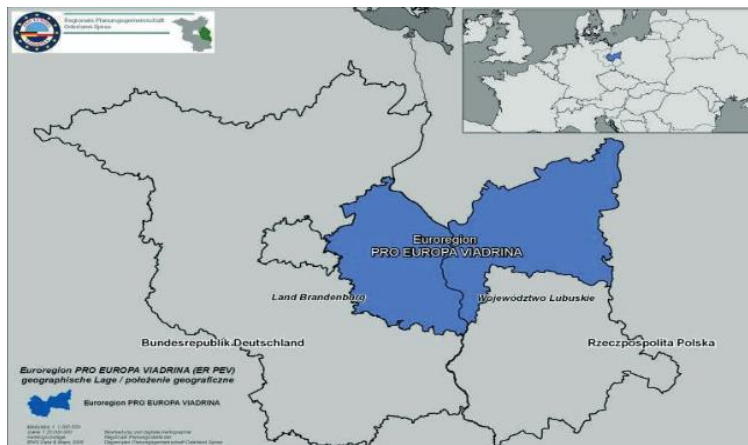 Regionale Planungsgemeinschaft
Oderland-Spree
Euroregion
PRO EUROPA VIADRINA
Land Brandenburg
Województwo Lubuskie
Bundesrepublik Deutschland
Rzeczpospolita Polska
Euroregion PRO EUROPA VIADRINA (ER PEV)
geographische Lage / położenie geograficzne
Euroregion PRO EUROPA VIADRINA